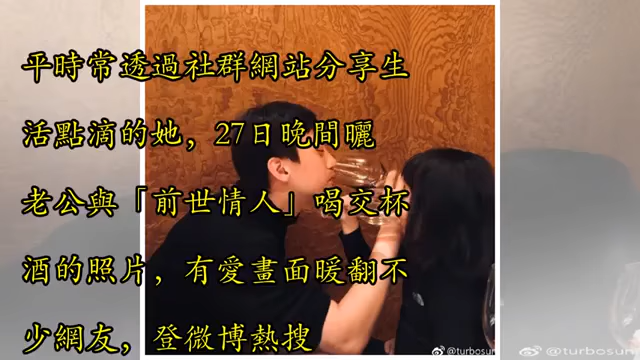 平時常透過社群網站分享生
活點滴的她，27日晚間曬
老公與「前世情人」喝交杯
酒的照片，有愛畫面暖翻不
少網友，登微博熱搜
@turbosun
@turbosun